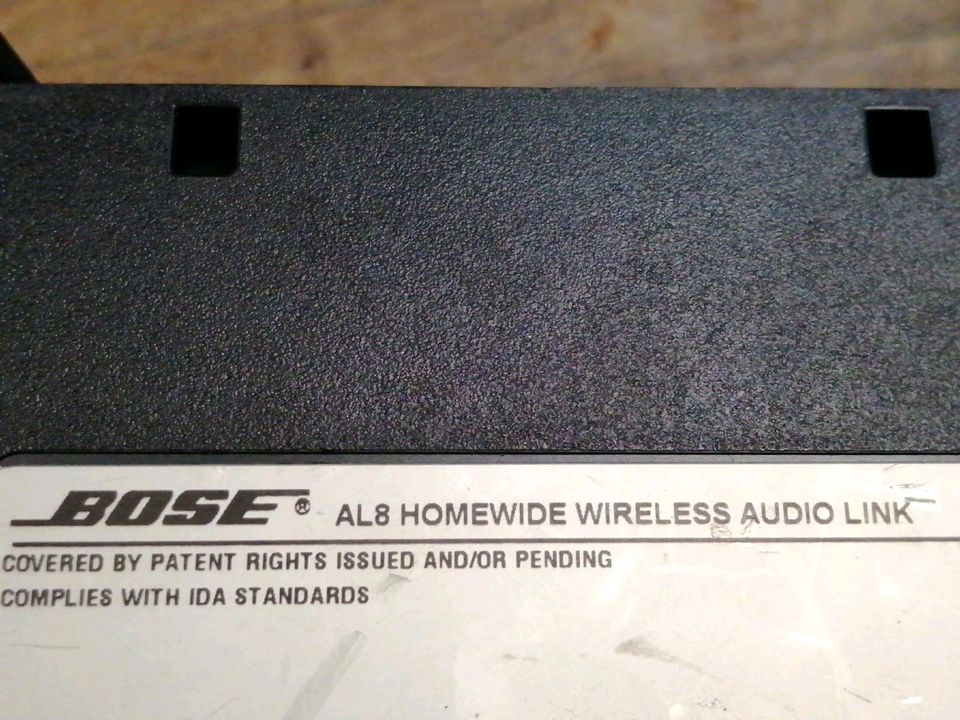 BOSE® AL8 HOMEWIDE WIRELESS AUDIO LINK
COVERED BY PATENT RIGHTS ISSUED AND/OR PENDING
COMPLIES WITH IDA STANDARDS